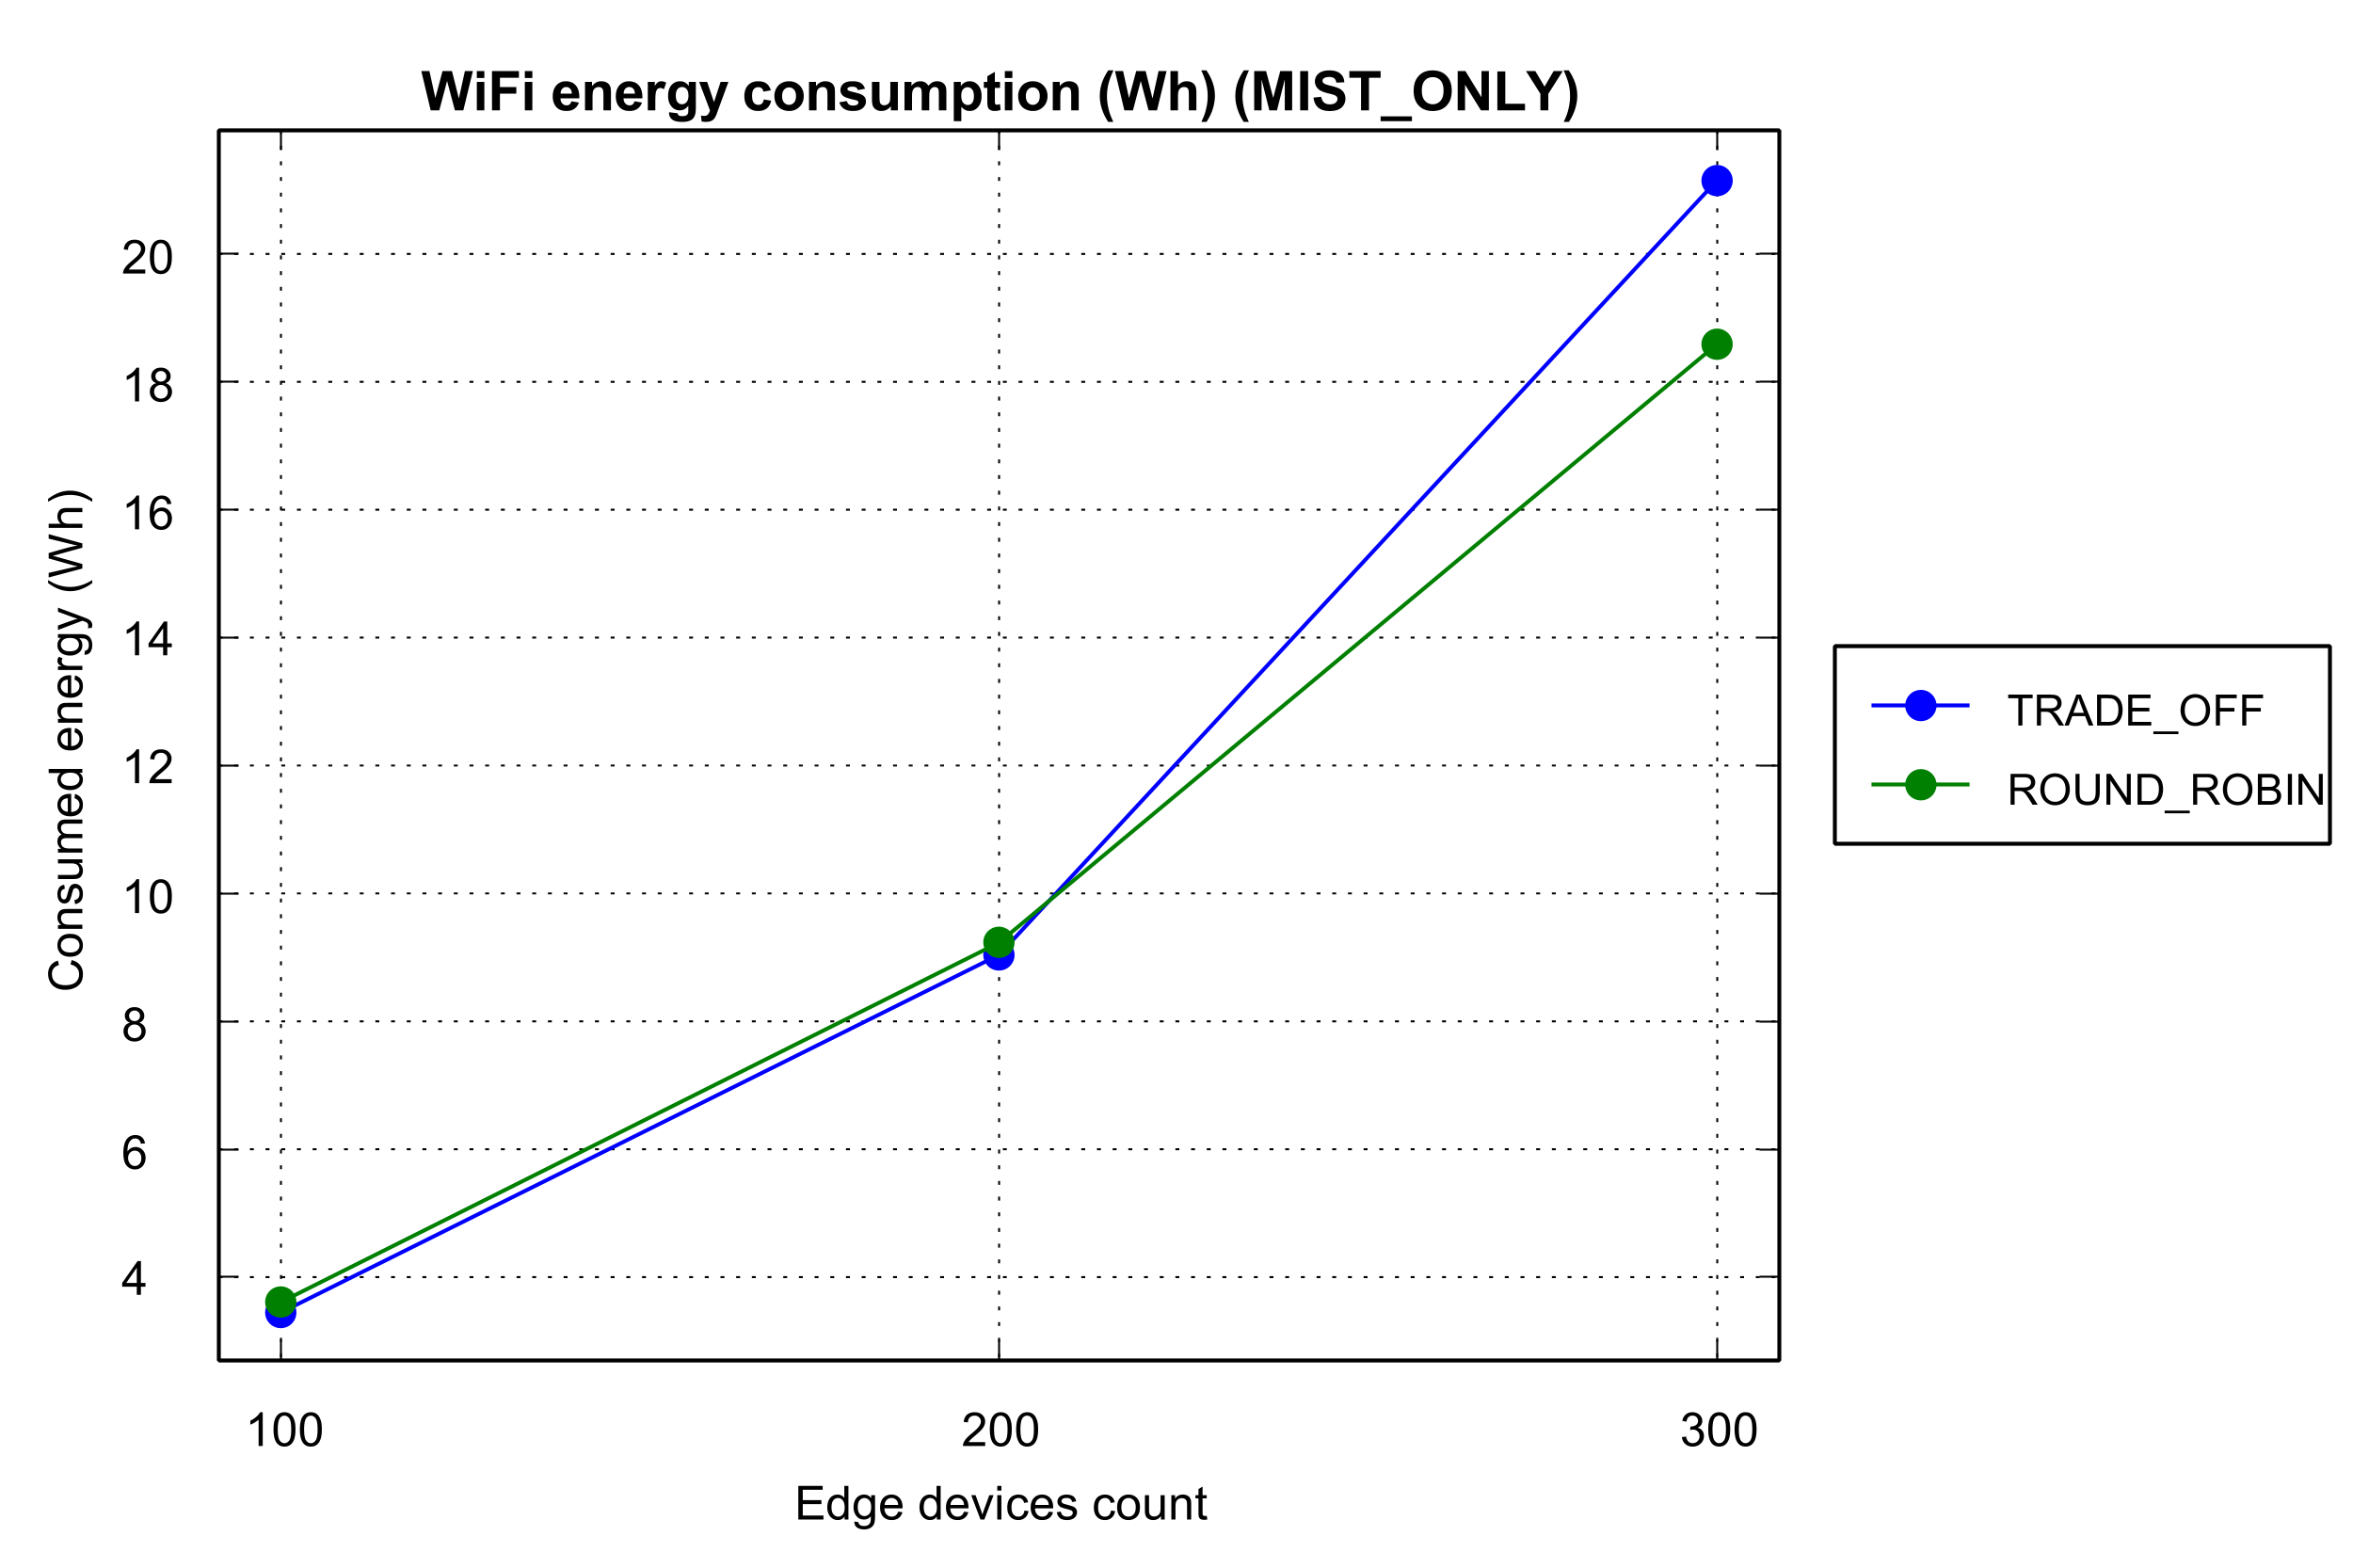 WiFi energy consumption (Wh) (MIST_ONLY)
Consumed energy (Wh)
20
18
16
14
12
10
8
6
4
100 200 300
Edge devices count
TRADE_OFF
ROUND_ROBIN